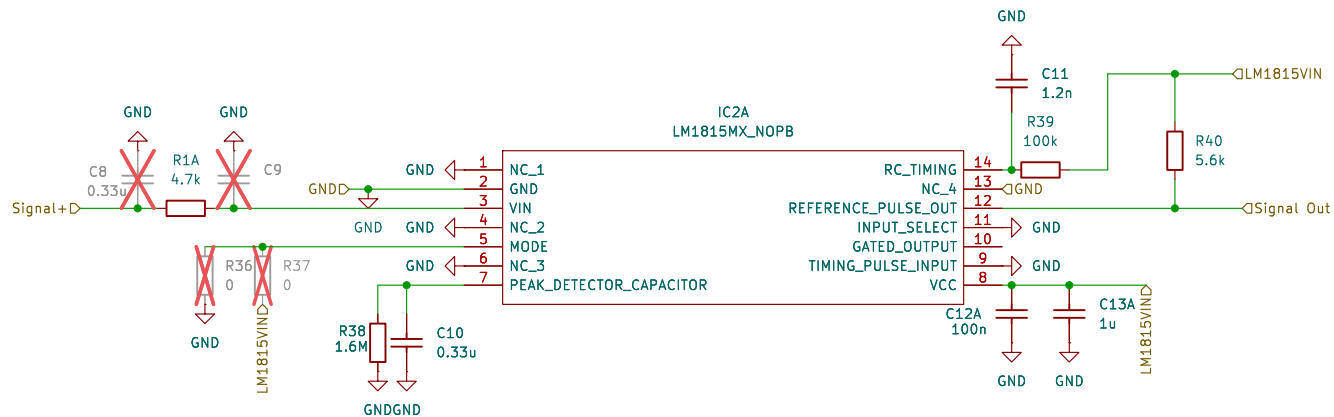 GND
C11
1.2n
LM1815VIN
IC2A
LM1815MX_NOPB
R39
100k
R40
5.6k
GND
GND
C8
0.33u
R1A
4.7k
C9
Signal+
GND
1
NC_1
RC_TIMING
14
GND
2
GND
NC_4
13
GND
3
VIN
REFERENCE_PULSE_OUT
12
Signal Out
GND
GND
4
NC_2
INPUT_SELECT
11
GND
5
MODE
GATED_OUTPUT
10
GND
6
NC_3
TIMING_PULSE_INPUT
9
GND
7
PEAK_DETECTOR_CAPACITOR
VCC
8
R36
0
R37
0
GND
LM1815VIN
R38
1.6M
C10
0.33u
GND
GND
C12A
100n
C13A
1u
GND
GND
LM1815VIN